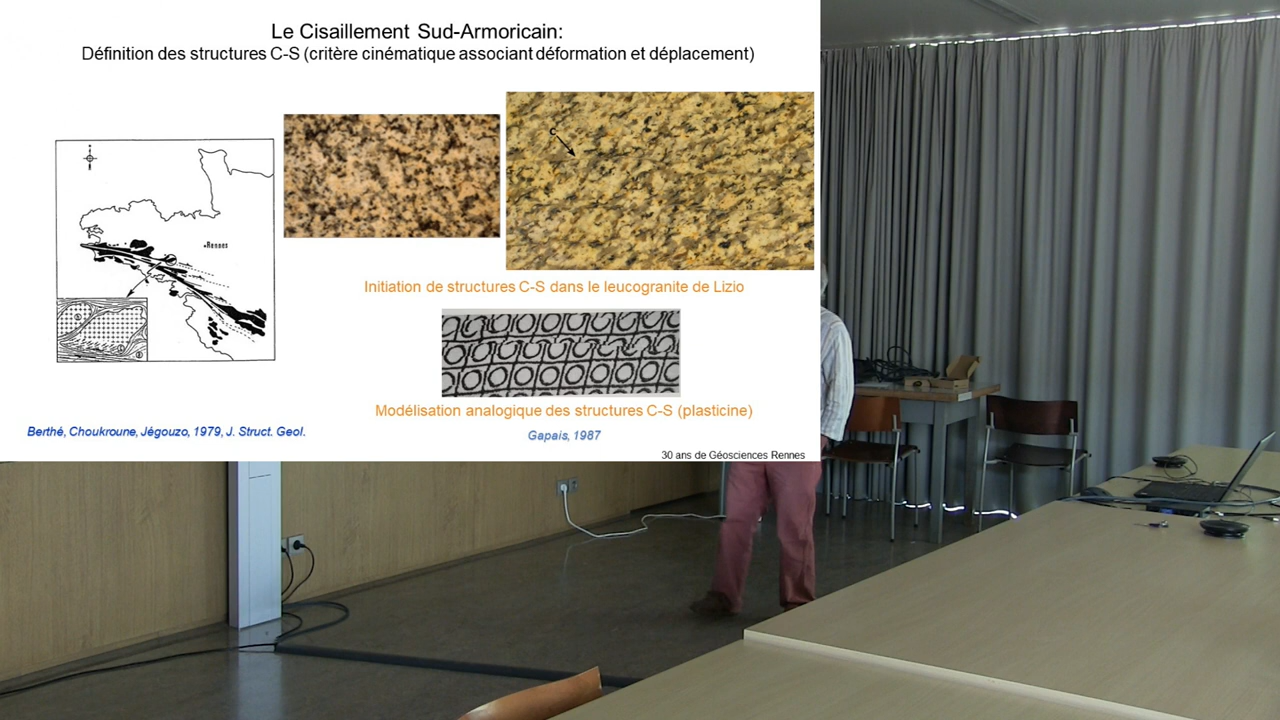 Le Cisaillement Sud-Armoricain:
Définition des structures C-S (critère cinématique associant déformation et déplacement)
C
Rennes
Initiation de structures C-S dans le leucogranite de Lizio
Modélisation analogique des structures C-S (plasticine)
Berthé, Choukroune, Jégouzo, 1979, J. Struct. Geol.
Gapais, 1987
30 ans de Géosciences Rennes